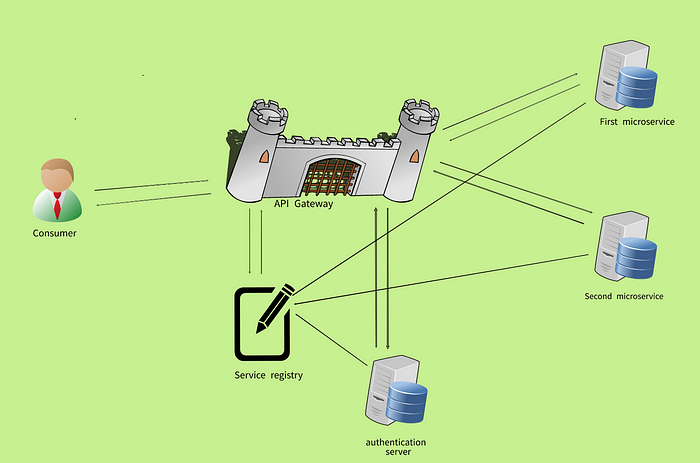 First microservice
API Gateway
Consumer
Second microservice
Service registry
authentication
server